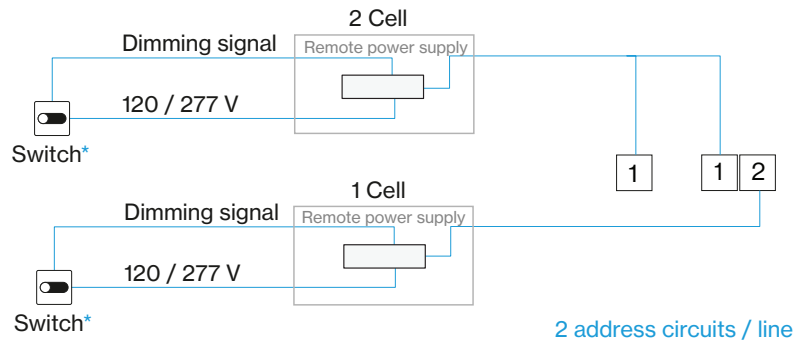 2 Cell
Dimming signal
Remote power supply
120 / 277 V
Switch*
1 1 2
1 Cell
Dimming signal
Remote power supply
120 / 277 V
Switch*
2 address circuits / line